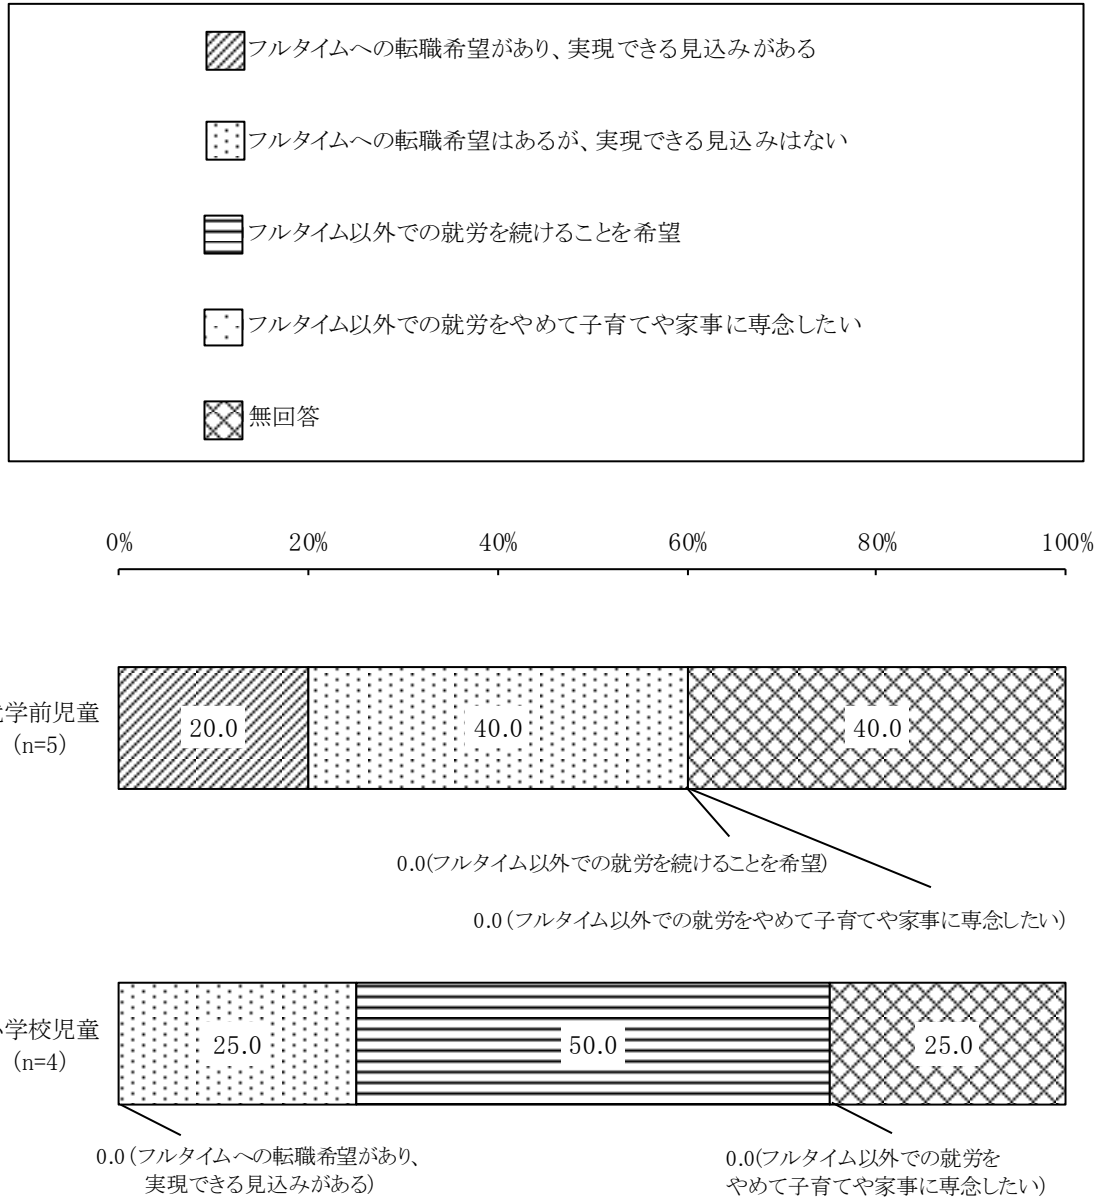 フルタイムへの転職希望があり、実現できる見込みがある
フルタイムへの転職希望はあるが、実現できる見込みはない
フルタイム以外での就労を続けることを希望
フルタイム以外での就労をやめて子育てや家事に専念したい
無回答
0% 20% 40% 60% 80% 100%
学前児童
(n=5)
20.0 40.0 40.0
0.0(フルタイム以外での就労を続けることを希望)
0.0(フルタイム以外での就労をやめて子育てや家事に専念したい)
学校児童
(n=4)
25.0 50.0 25.0
0.0(フルタイムへの転職希望があり、
実現できる見込みがある)
0.0(フルタイム以外での就労を
やめて子育てや家事に専念したい)